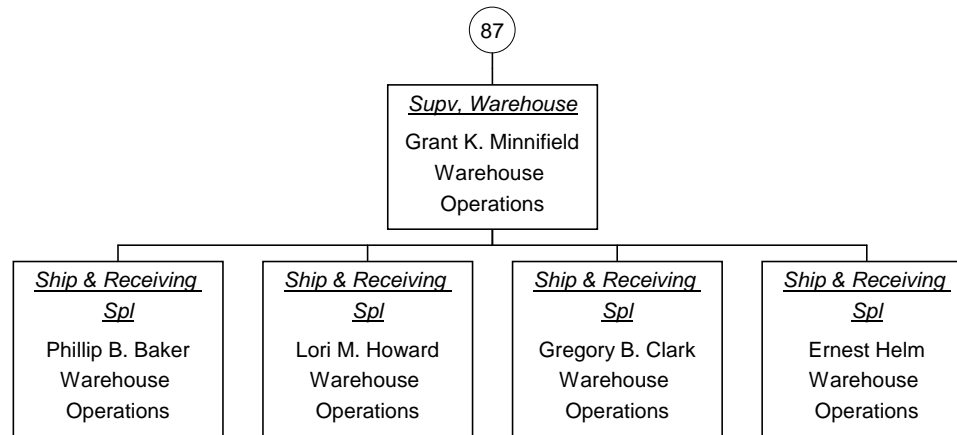 87
Supv, Warehouse
Grant K. Minnifield
Warehouse
Operations
Ship & Receiving
Spl
Phillip B. Baker
Warehouse
Operations
Ship & Receiving
Spl
Lori M. Howard
Warehouse
Operations
Ship & Receiving
Spl
Gregory B. Clark
Warehouse
Operations
Ship & Receiving
Spl
Ernest Helm
Warehouse
Operations